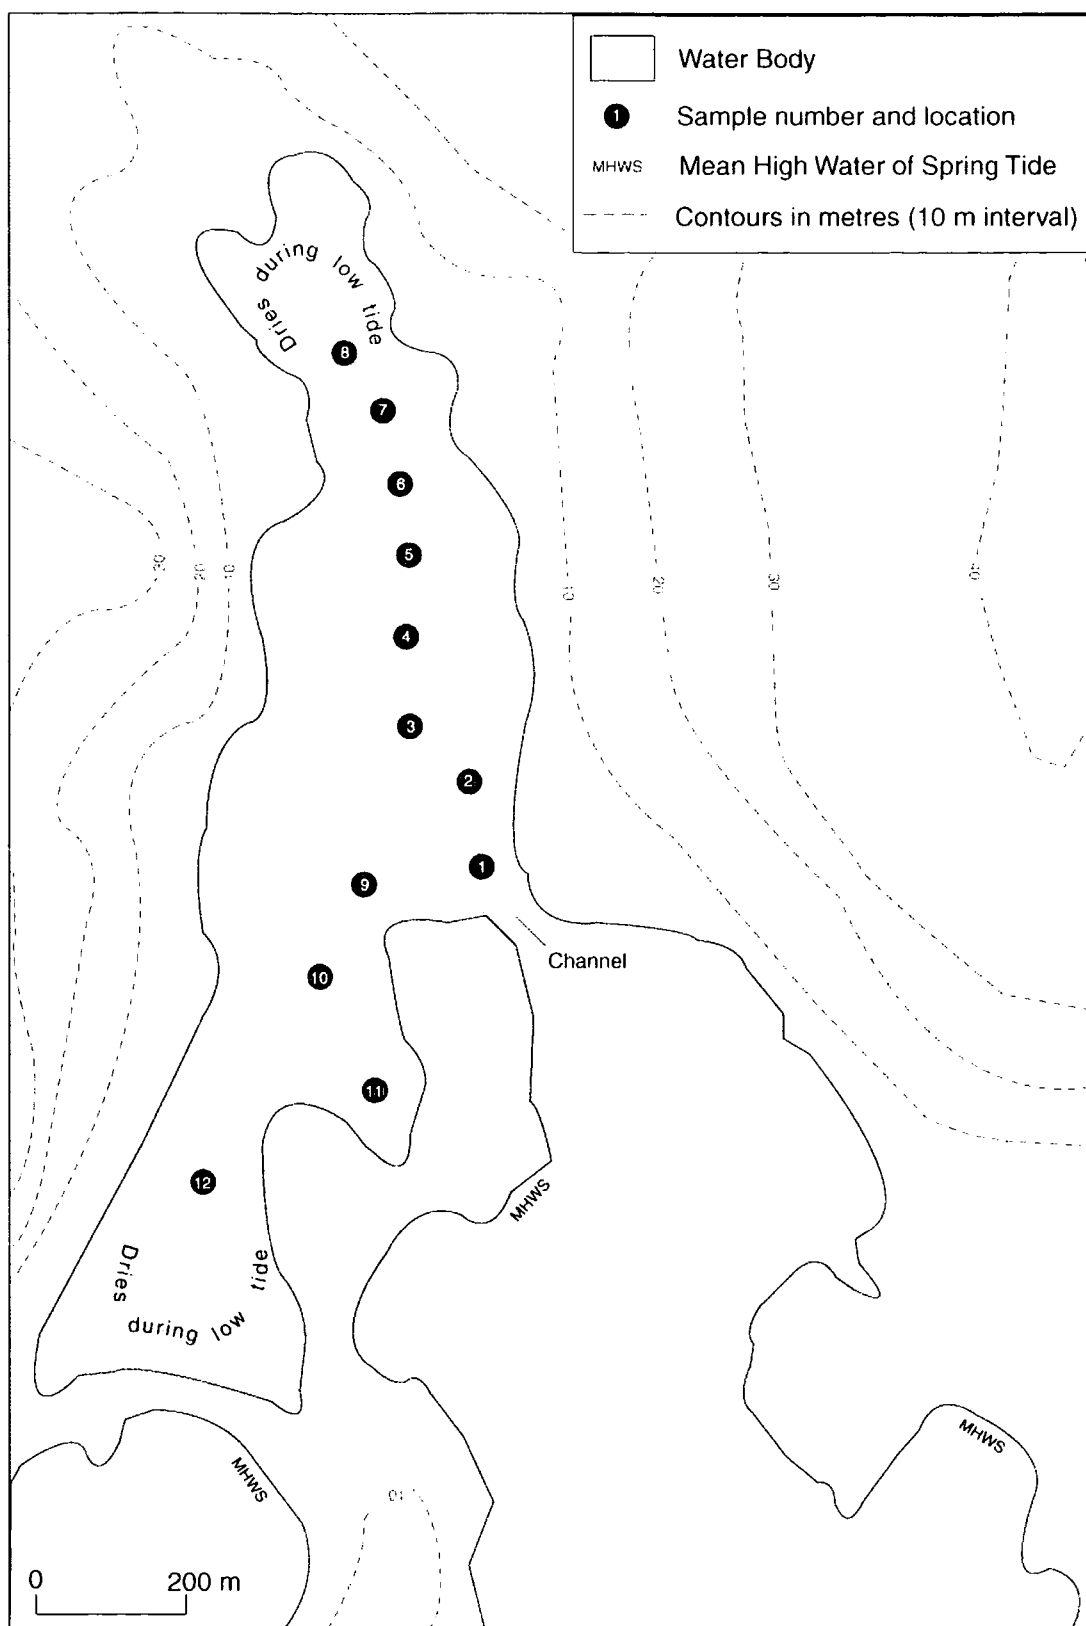 1
Water Body
Sample number and location
MHWS
Mean High Water of Spring Tide
Contours in metres (10 m interval)
Dries during low tide
8
7
6
5
4
3
2
1
9
10
11
12
Channel
30
20
10
10
20
30
40
MHWS
Dries during low tide
MHWS
MHWS
10
0
200 m